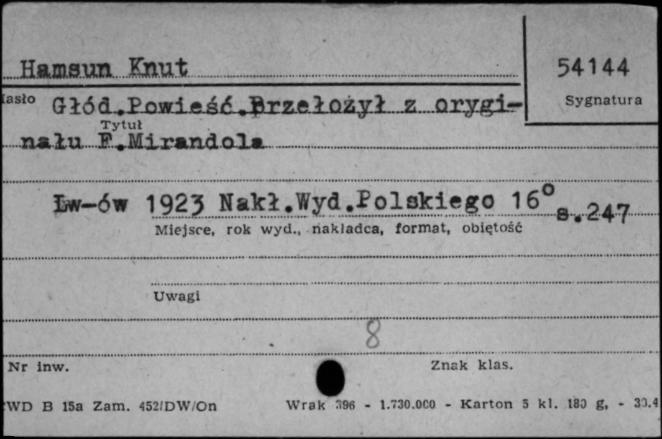 Hamsun Knut
54144
Hasło Głód.Powieść.Przełożył z orygi-
Sygnatura
Tytuł
nału F.Mirandola
Lw-ów 1923 Nakł.Wyd.Polskiego 16° s.247
Miejsce, rok wyd., nakładca, format, objętość
Uwagi
8
Nr inw.
Znak klas.
WD B 15a Zam. 452/DW/On Wrak 396 - 1.730.000 - Karton 5 kl. 180 g, - 30.4